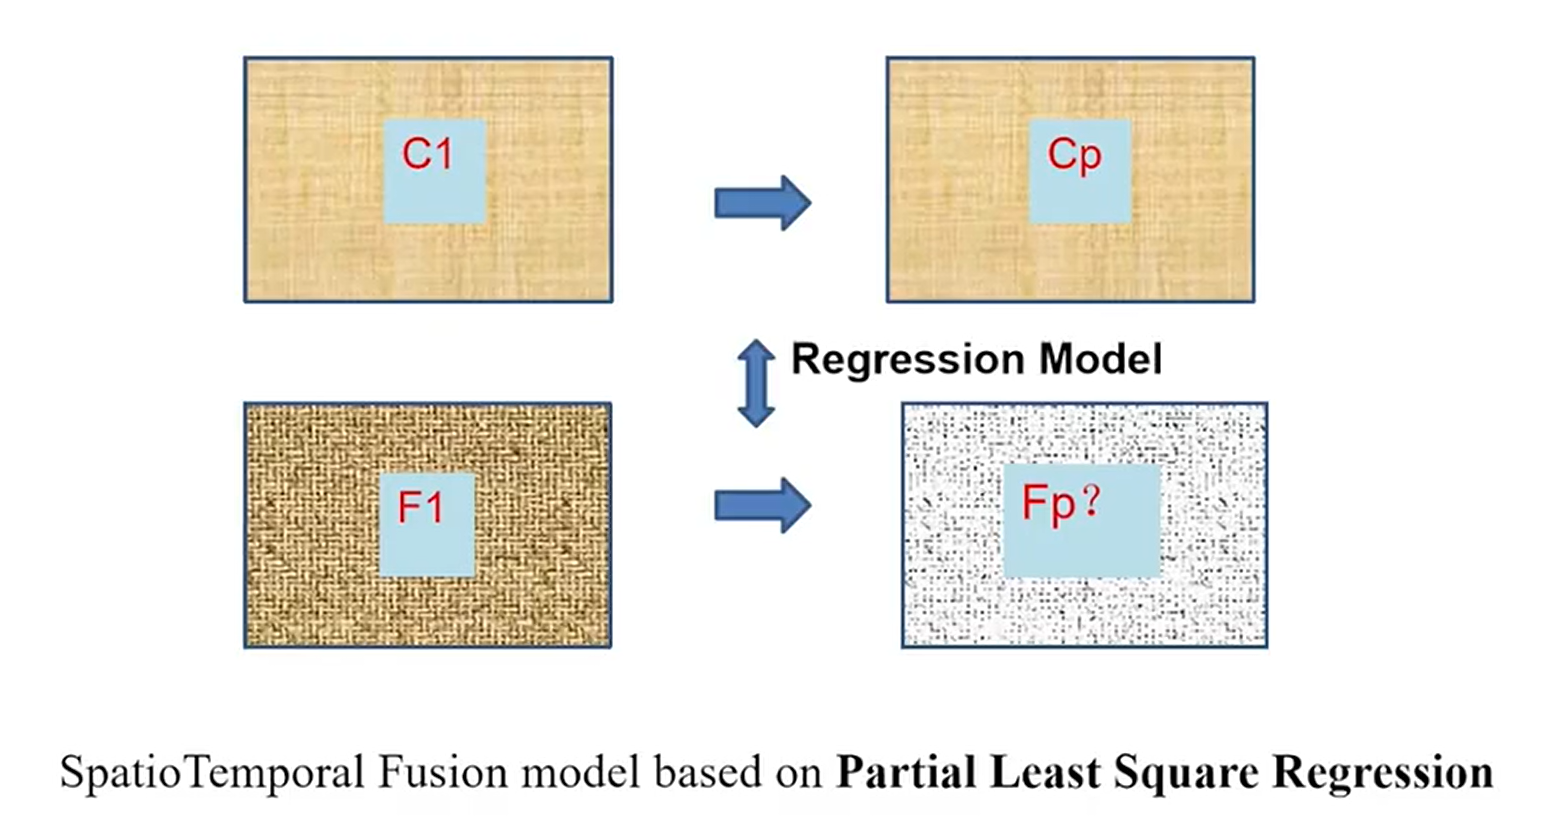 C1
Cp
Regression Model
F1
Fp?
SpatioTemporal Fusion model based on Partial Least Square Regression